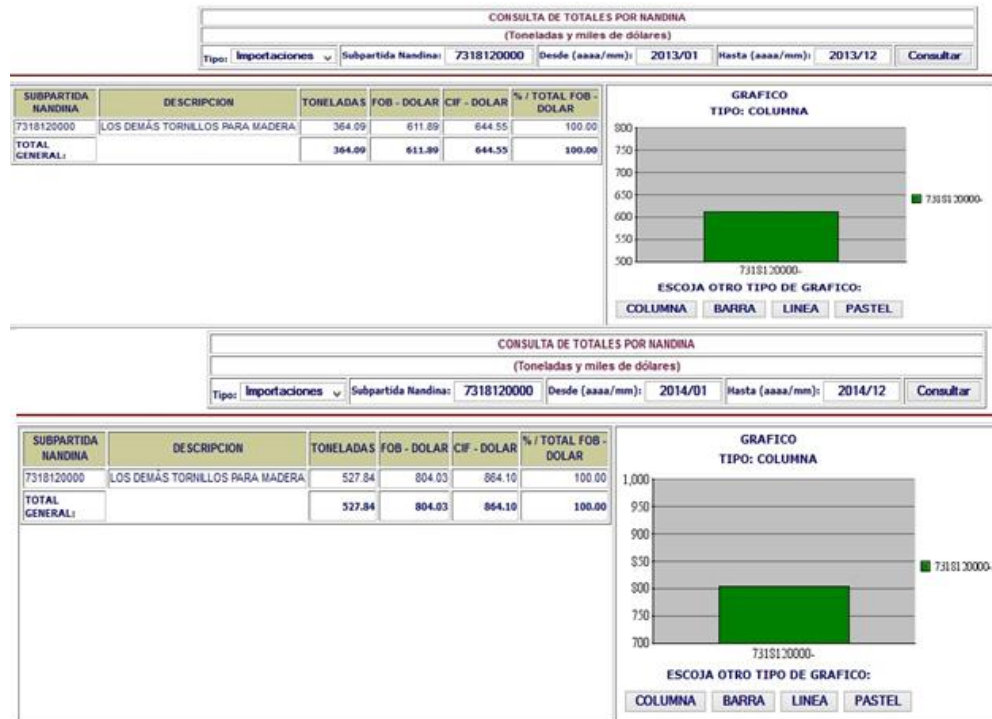 CONSULTA DE TOTALES POR NANDINA
(Toneladas y miles de dólares)
Tipo: Importaciones Subpartida Nandina: 7318120000 Desde (aaaa/mm): 2013/01 Hasta (aaaa/mm): 2013/12 Consultar
SUBPARTIDA NANDINA DESCRIPCION TONELADAS FOB - DOLAR CIF - DOLAR % / TOTAL FOB - DOLAR
7318120000 LOS DEMÁS TORNILLOS PARA MADERA 364.09 611.89 644.55 100.00
TOTAL GENERAL: 364.09 611.89 644.55 100.00
GRAFICO
TIPO: COLUMNA
800
750
700
650
600
550
500
7318120000-
7318120000-
ESCOJA OTRO TIPO DE GRAFICO:
COLUMNA BARRA LINEA PASTEL
CONSULTA DE TOTALES POR NANDINA
(Toneladas y miles de dólares)
Tipo: Importaciones Subpartida Nandina: 7318120000 Desde (aaaa/mm): 2014/01 Hasta (aaaa/mm): 2014/12 Consultar
SUBPARTIDA NANDINA DESCRIPCION TONELADAS FOB - DOLAR CIF - DOLAR % / TOTAL FOB - DOLAR
7318120000 LOS DEMÁS TORNILLOS PARA MADERA 527.84 804.03 864.10 100.00
TOTAL GENERAL: 527.84 804.03 864.10 100.00
GRAFICO
TIPO: COLUMNA
1,000
950
900
850
800
750
700
7318120000-
7318120000-
ESCOJA OTRO TIPO DE GRAFICO:
COLUMNA BARRA LINEA PASTEL